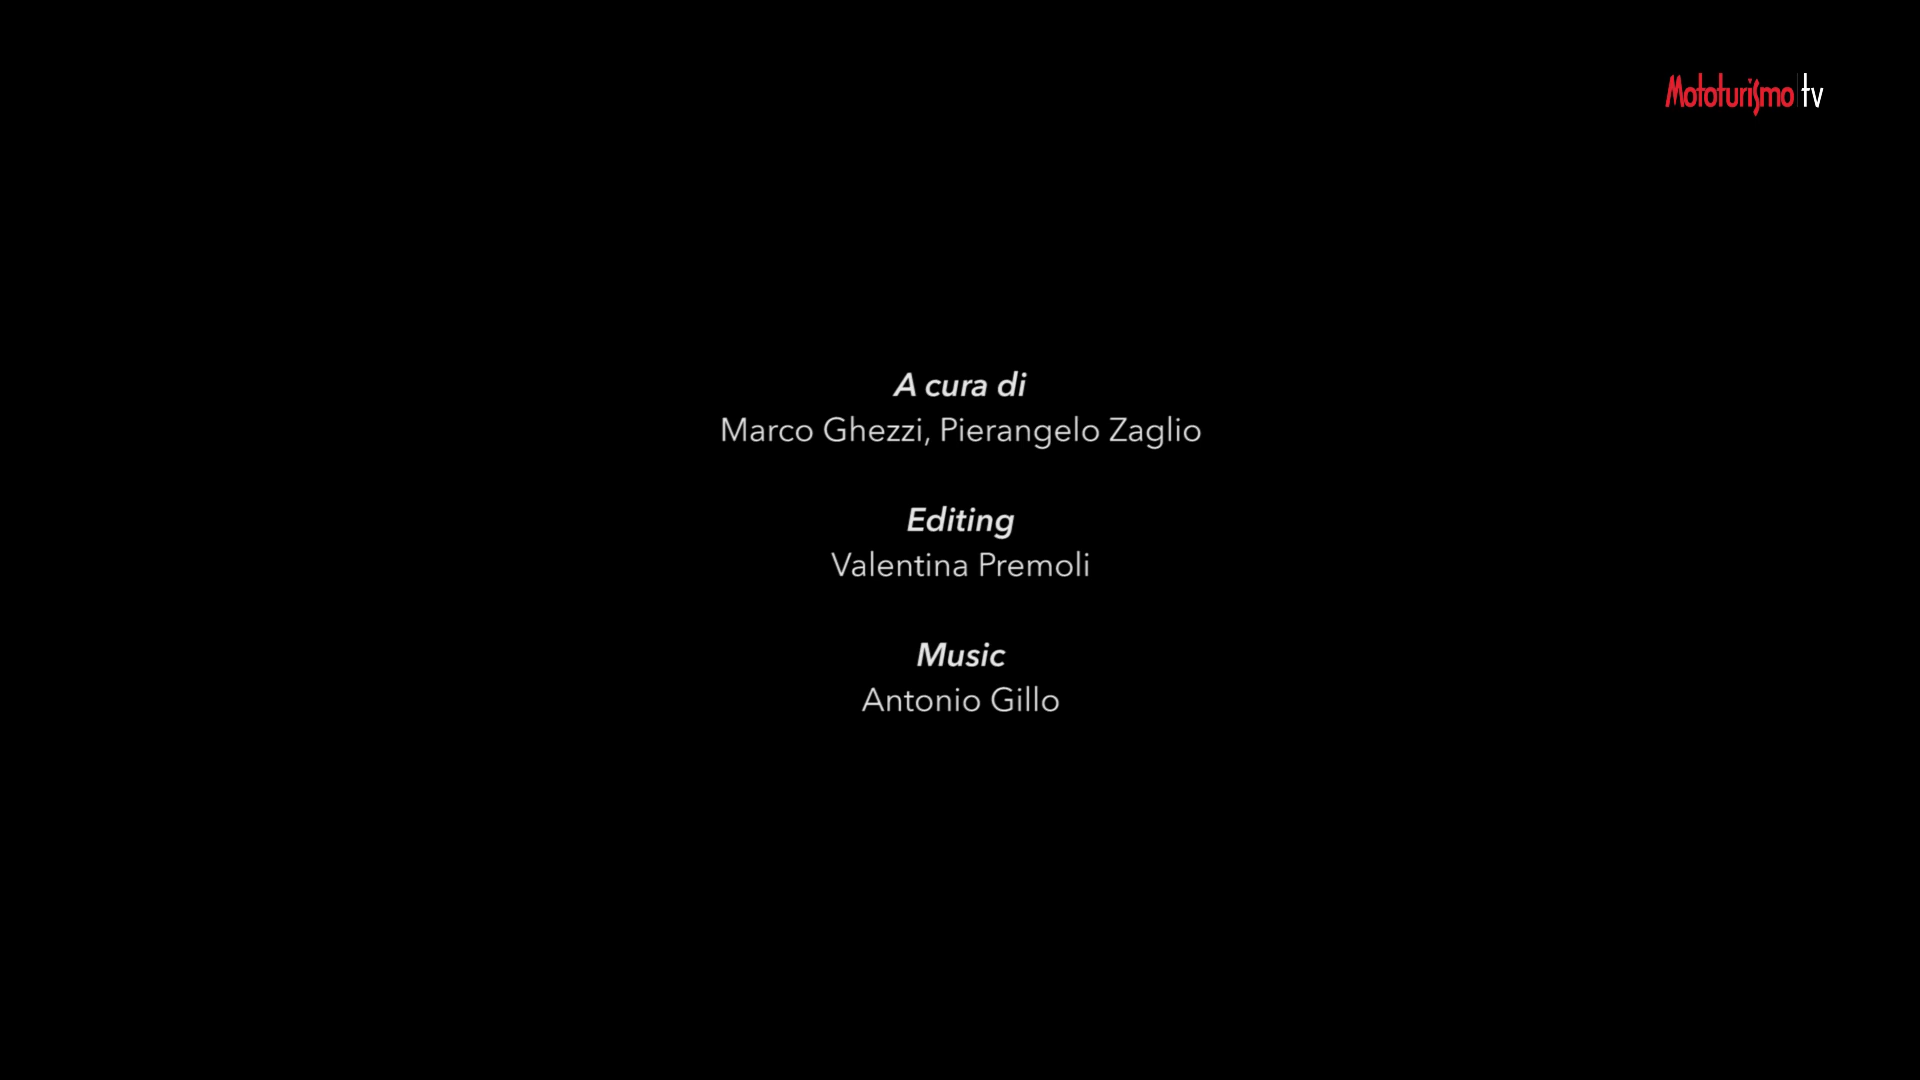 Mototurismo tv
A cura di
Marco Ghezzi, Pierangelo Zaglio
Editing
Valentina Premoli
Music
Antonio Gillo